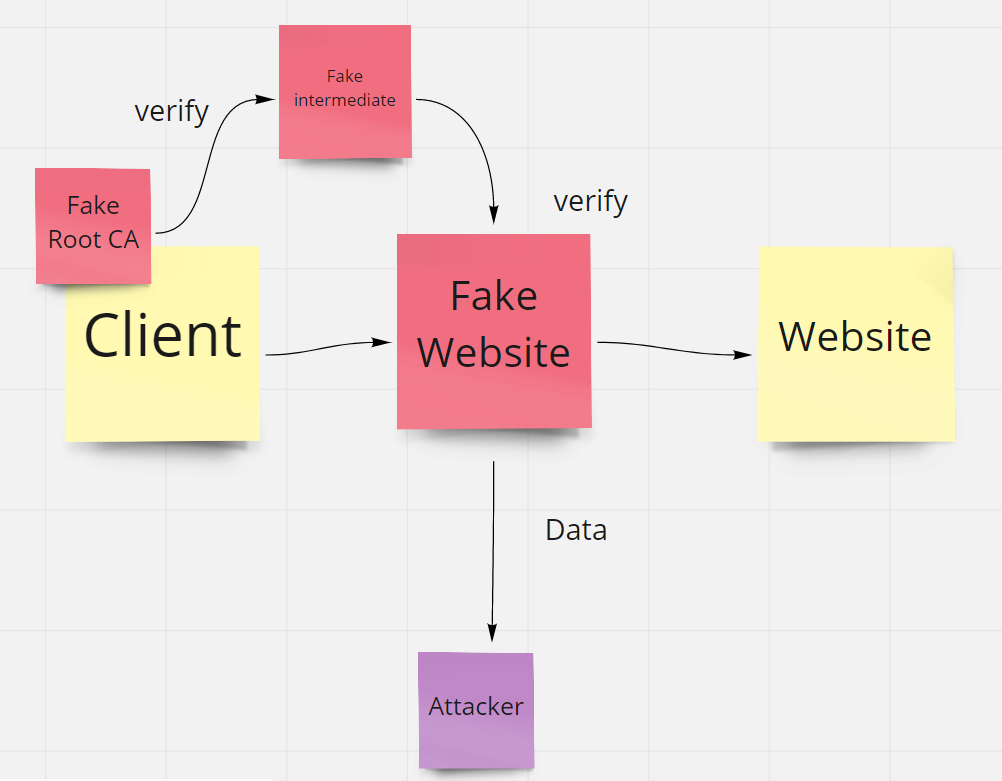 Fake
intermediate
verify
Fake
Root CA
verify
Client
Fake
Website
Website
Data
Attacker